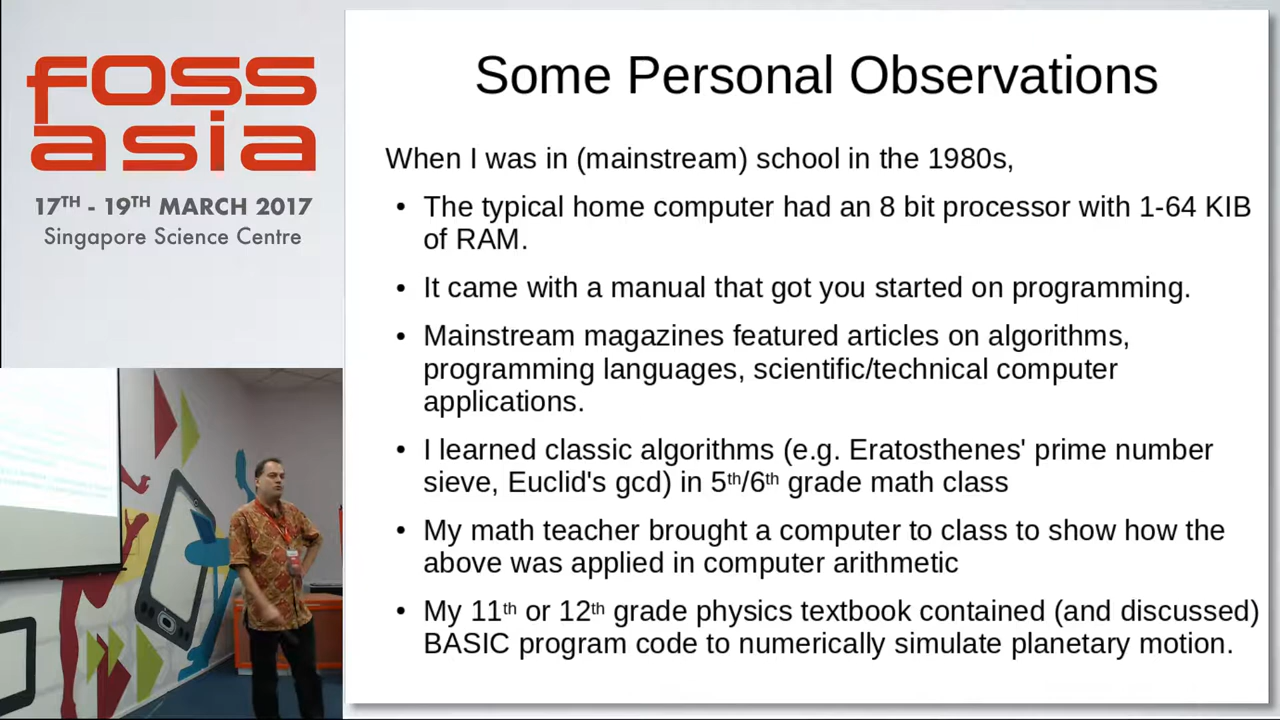 foss
asia
17TH - 19TH MARCH 2017
Singapore Science Centre
Some Personal Observations
When I was in (mainstream) school in the 1980s,
• The typical home computer had an 8 bit processor with 1-64 KIB
of RAM.
• It came with a manual that got you started on programming.
• Mainstream magazines featured articles on algorithms,
programming languages, scientific/technical computer
applications.
• I learned classic algorithms (e.g. Eratosthenes' prime number
sieve, Euclid's gcd) in 5th/6th grade math class
• My math teacher brought a computer to class to show how the
above was applied in computer arithmetic
• My 11th or 12th grade physics textbook contained (and discussed)
BASIC program code to numerically simulate planetary motion.